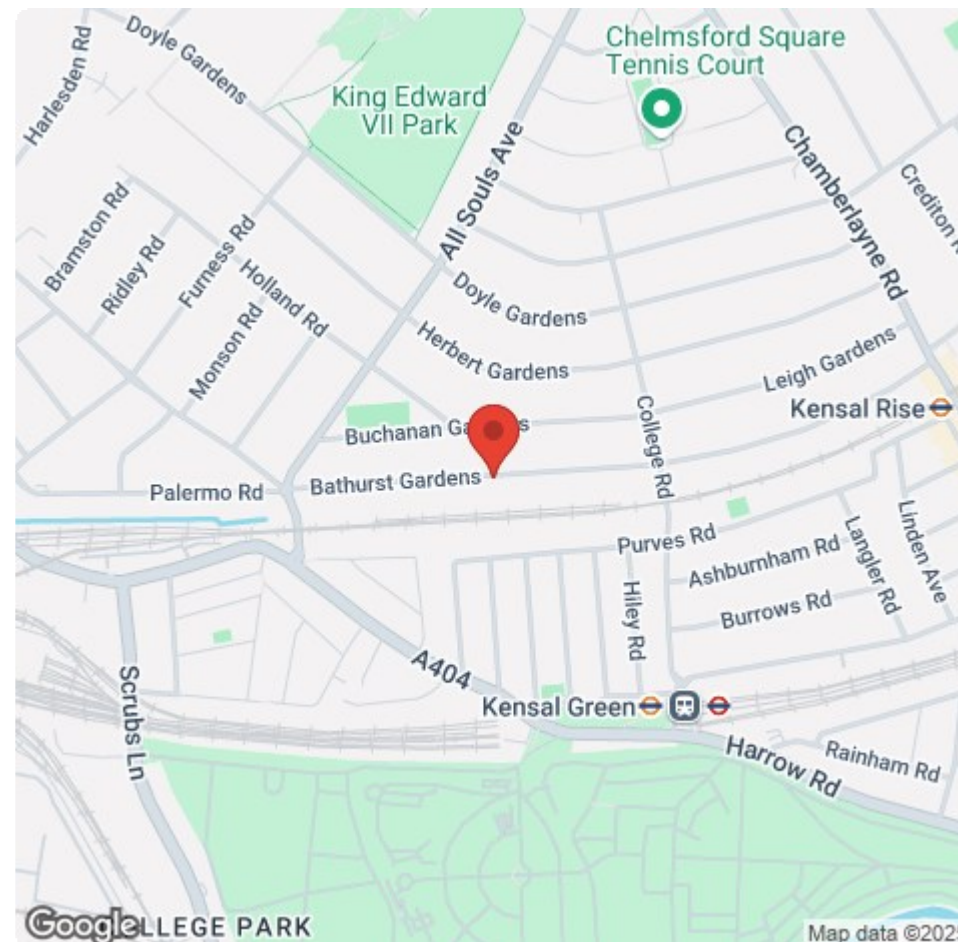 Doyle Gardens
Harlesden Rd
King Edward
VII Park
All Souls Ave
Chelmsford Square
Tennis Court
Chamberlayne Rd
Crediton
Bramston Rd
Ridley Rd
Furness Rd
Holland Rd
Monson Rd
Doyle Gardens
Herbert Gardens
Leigh Gardens
Kensal Rise
College Rd
Buchanan Ga s
Bathurst Gardens
Palermo Rd
Purves Rd
Ashburnham Rd
Langler Rd
Linden Ave
Hiley Rd
Burrows Rd
A404
Scrubs Ln
Kensal Green
Harrow Rd
Rainham Rd
Google
LLEGE PARK
Map data ©2025